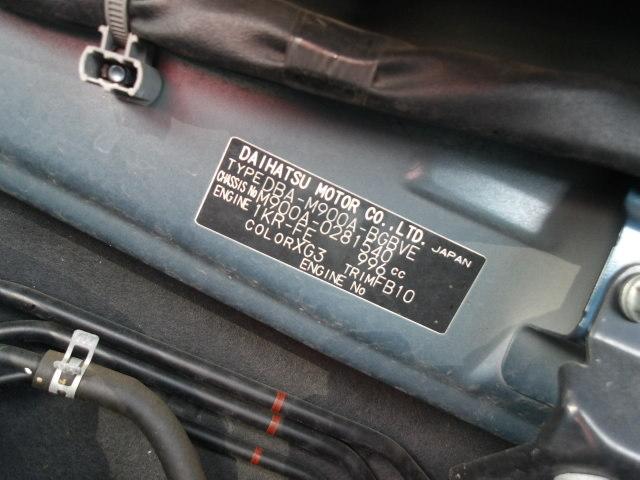 DAIHATSU MOTOR CO.,LTD. JAPAN
TYPE DBA-M900A-BGBVE
CHASSIS No M900A-0281340
ENGINE 1KR-FE 996 cc
COLOR XG3 TRIM FB10
ENGINE No